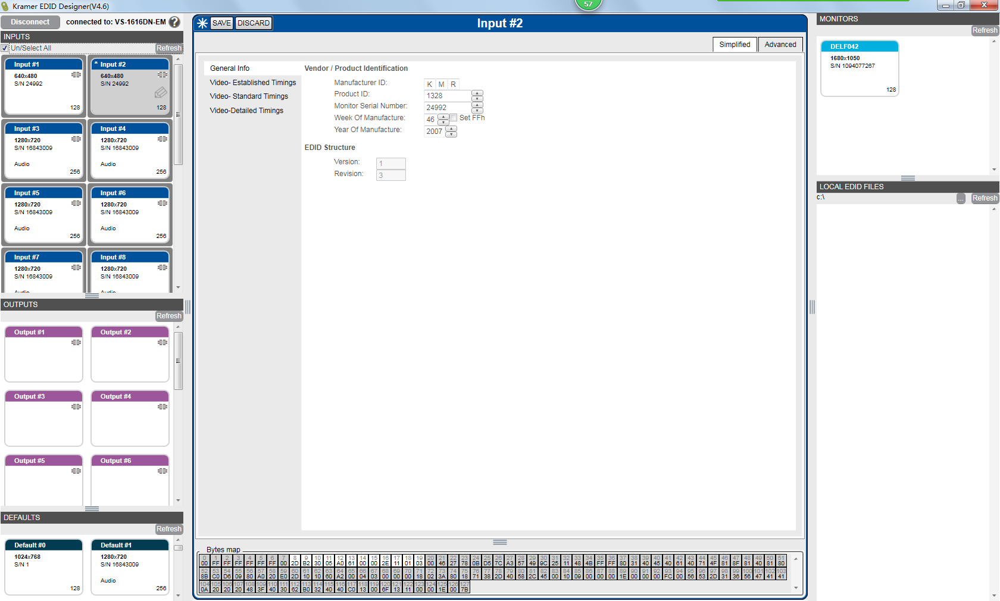 Kramer EDID Designer(V4.6)
57
Disconnect
connected to: VS-1616DN-EM
?
INPUTS
Un/Select All
Refresh
Input #1
640x480
S/N 24992
128
* Input #2
640x480
S/N 24992
128
Input #3
1280x720
S/N 16843009
Audio
256
Input #4
1280x720
S/N 16843009
Audio
256
Input #5
1280x720
S/N 16843009
Audio
256
Input #6
1280x720
S/N 16843009
Audio
256
Input #7
1280x720
S/N 16843009
Audio
Input #8
1280x720
S/N 16843009
Audio
OUTPUTS
Refresh
Output #1
Output #2
Output #3
Output #4
Output #5
Output #6
DEFAULTS
Refresh
Default #0
1024x768
S/N 1
128
Default #1
1280x720
S/N 16843009
Audio
256
SAVE
DISCARD
Input #2
Simplified
Advanced
General Info
Video- Established Timings
Video- Standard Timings
Video-Detailed Timings
Vendor / Product Identification
Manufacturer ID:
K M R
Product ID:
1328
Monitor Serial Number:
24992
Week Of Manufacture:
46
Set FFh
Year Of Manufacture:
2007
EDID Structure
Version:
1
Revision:
3
Bytes map
0 1 2 3 4 5 6 7 8 9 10 11 12 13 14 15 16 17 18 19 20 21 22 23 24 25 26 27 28 29 30 31 32 33 34 35 36 37 38 39 40 41 42 43 44 45 46 47 48 49 50 51
00 FF FF FF FF FF FF 00 2D B2 30 05 A0 61 00 00 2E 11 01 03 00 46 27 78 0B D5 7C A3 57 49 9C 25 11 48 4B FF FF 80 31 40 45 40 61 40 71 4F 81 8F 81 40 81 80
52 53 54 55 56 57 58 59 60 61 62 63 64 65 66 67 68 69 70 71 72 73 74 75 76 77 78 79 80 81 82 83 84 85 86 87 88 89 90 91 92 93 94 95 96 97 98 99 100 101 102 103
8B C0 D6 09 80 A0 20 E0 2D 10 10 60 A2 00 04 03 00 00 00 18 02 3A 80 18 71 38 2D 40 58 2C 45 00 10 09 00 00 00 1E 00 00 00 FC 00 56 53 2D 31 36 56 47 41 41
104 105 106 107 108 109 110 111 112 113 114 115 116 117 118 119 120 121 122 123 124 125 126 127
0A 20 20 20 48 3F 40 30 62 B0 32 40 40 C0 13 00 6F 13 11 00 00 1E 00 7B
MONITORS
Refresh
DELF042
1680x1050
S/N 1094077267
128
LOCAL EDID FILES
c:\
...
Refresh